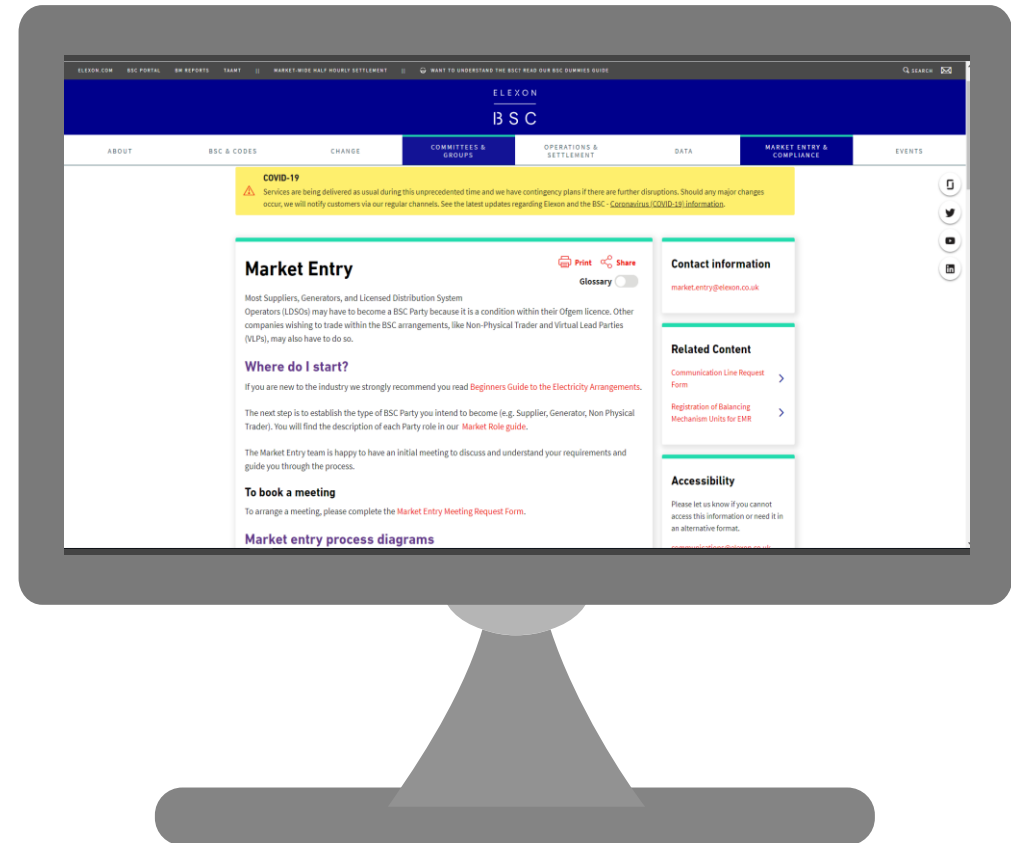 ELEXON.COM BSC PORTAL BM REPORTS TAAMT || MARKET-WIDE HALF HOURLY SETTLEMENT || WANT TO UNDERSTAND THE BSC? READ OUR BSC DUMMIES GUIDE SEARCH
ELEXON
BSC
ABOUT BSC & CODES CHANGE COMMITTEES & GROUPS OPERATIONS & SETTLEMENT DATA MARKET ENTRY & COMPLIANCE EVENTS
COVID-19
Services are being delivered as usual during this unprecedented time and we have contingency plans if there are further disruptions. Should any major changes
occur, we will notify customers via our regular channels. See the latest updates regarding Elexon and the BSC - Coronavirus (COVID-19) information.
Market Entry
Print Share
Glossary
Most Suppliers, Generators, and Licensed Distribution System
Operators (LDSOs) may have to become a BSC Party because it is a condition within their Ofgem licence. Other
companies wishing to trade within the BSC arrangements, like Non-Physical Trader and Virtual Lead Parties
(VLPs), may also have to do so.
Where do I start?
If you are new to the industry we strongly recommend you read Beginners Guide to the Electricity Arrangements.
The next step is to establish the type of BSC Party you intend to become (e.g. Supplier, Generator, Non Physical
Trader). You will find the description of each Party role in our Market Role guide.
The Market Entry team is happy to have an initial meeting to discuss and understand your requirements and
guide you through the process.
To book a meeting
To arrange a meeting, please complete the Market Entry Meeting Request Form.
Market entry process diagrams
Contact information
market.entry@elexon.co.uk
Related Content
Communication Line Request
Form
Registration of Balancing
Mechanism Units for EMR
Accessibility
Please let us know if you cannot
access this information or need it in
an alternative format.
communications@elexon.co.uk